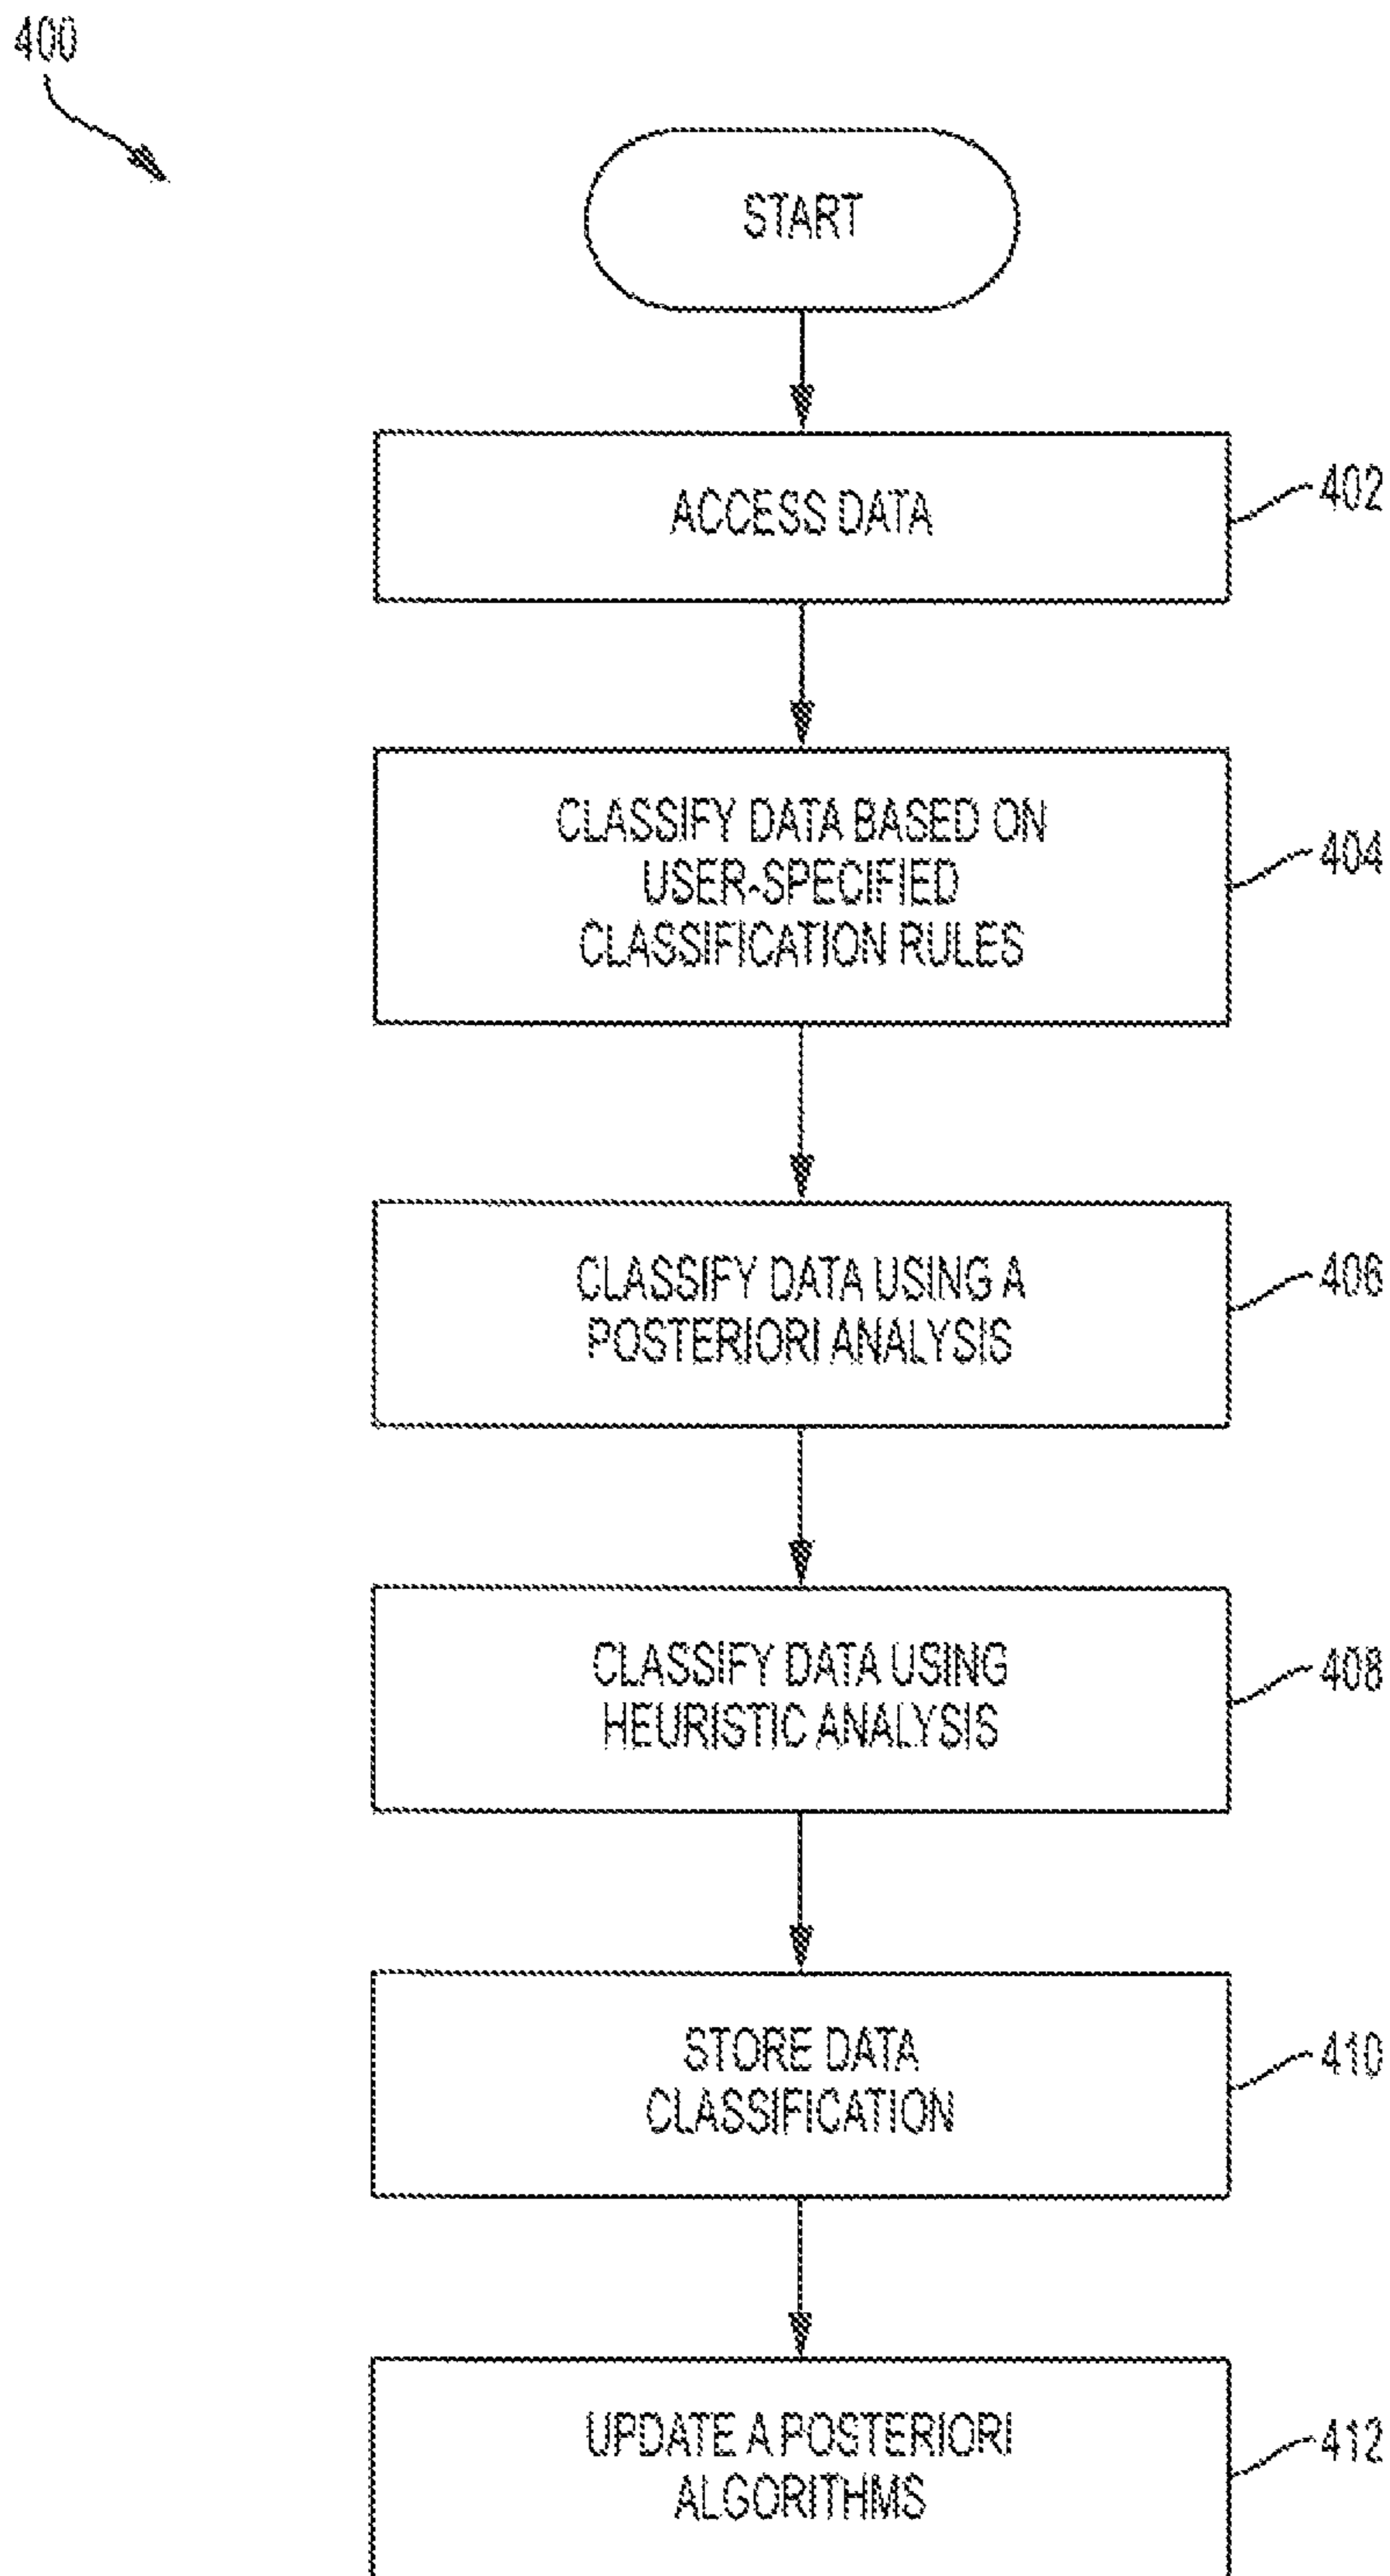 400
START
ACCESS DATA
402
CLASSIFY DATA BASED ON
USER-SPECIFIED
CLASSIFICATION RULES
404
CLASSIFY DATA USING A
POSTERIORI ANALYSIS
406
CLASSIFY DATA USING
HEURISTIC ANALYSIS
408
STORE DATA
CLASSIFICATION
410
UPDATE A POSTERIORI
ALGORITHMS
412